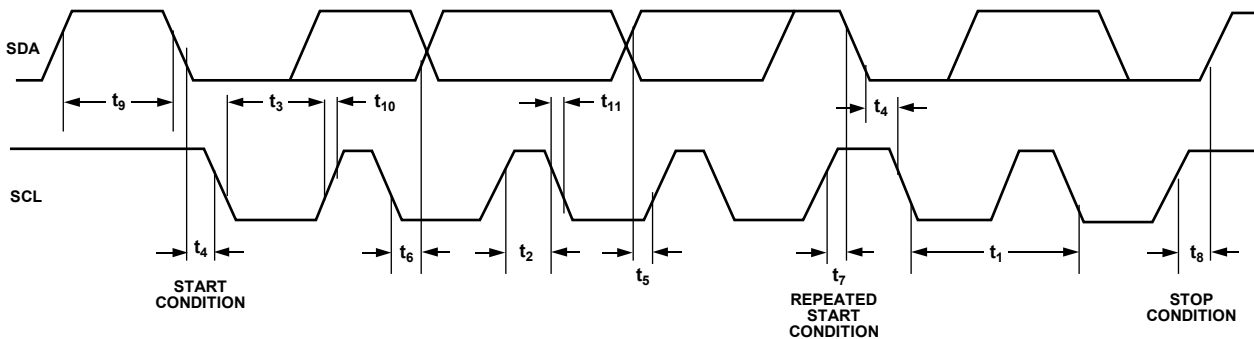 SDA
t9
t3
t10
t11
t4
SCL
t4
t6
t2
t5
t7
t1
t8
START
CONDITION
REPEATED
START
CONDITION
STOP
CONDITION